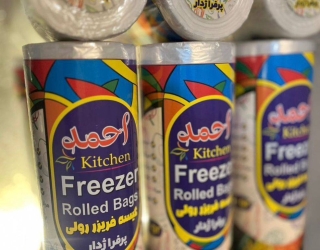 احمد
Kitchen
Freezer
Rolled Bags
کیسه فریزر رولی
پرفراژدار